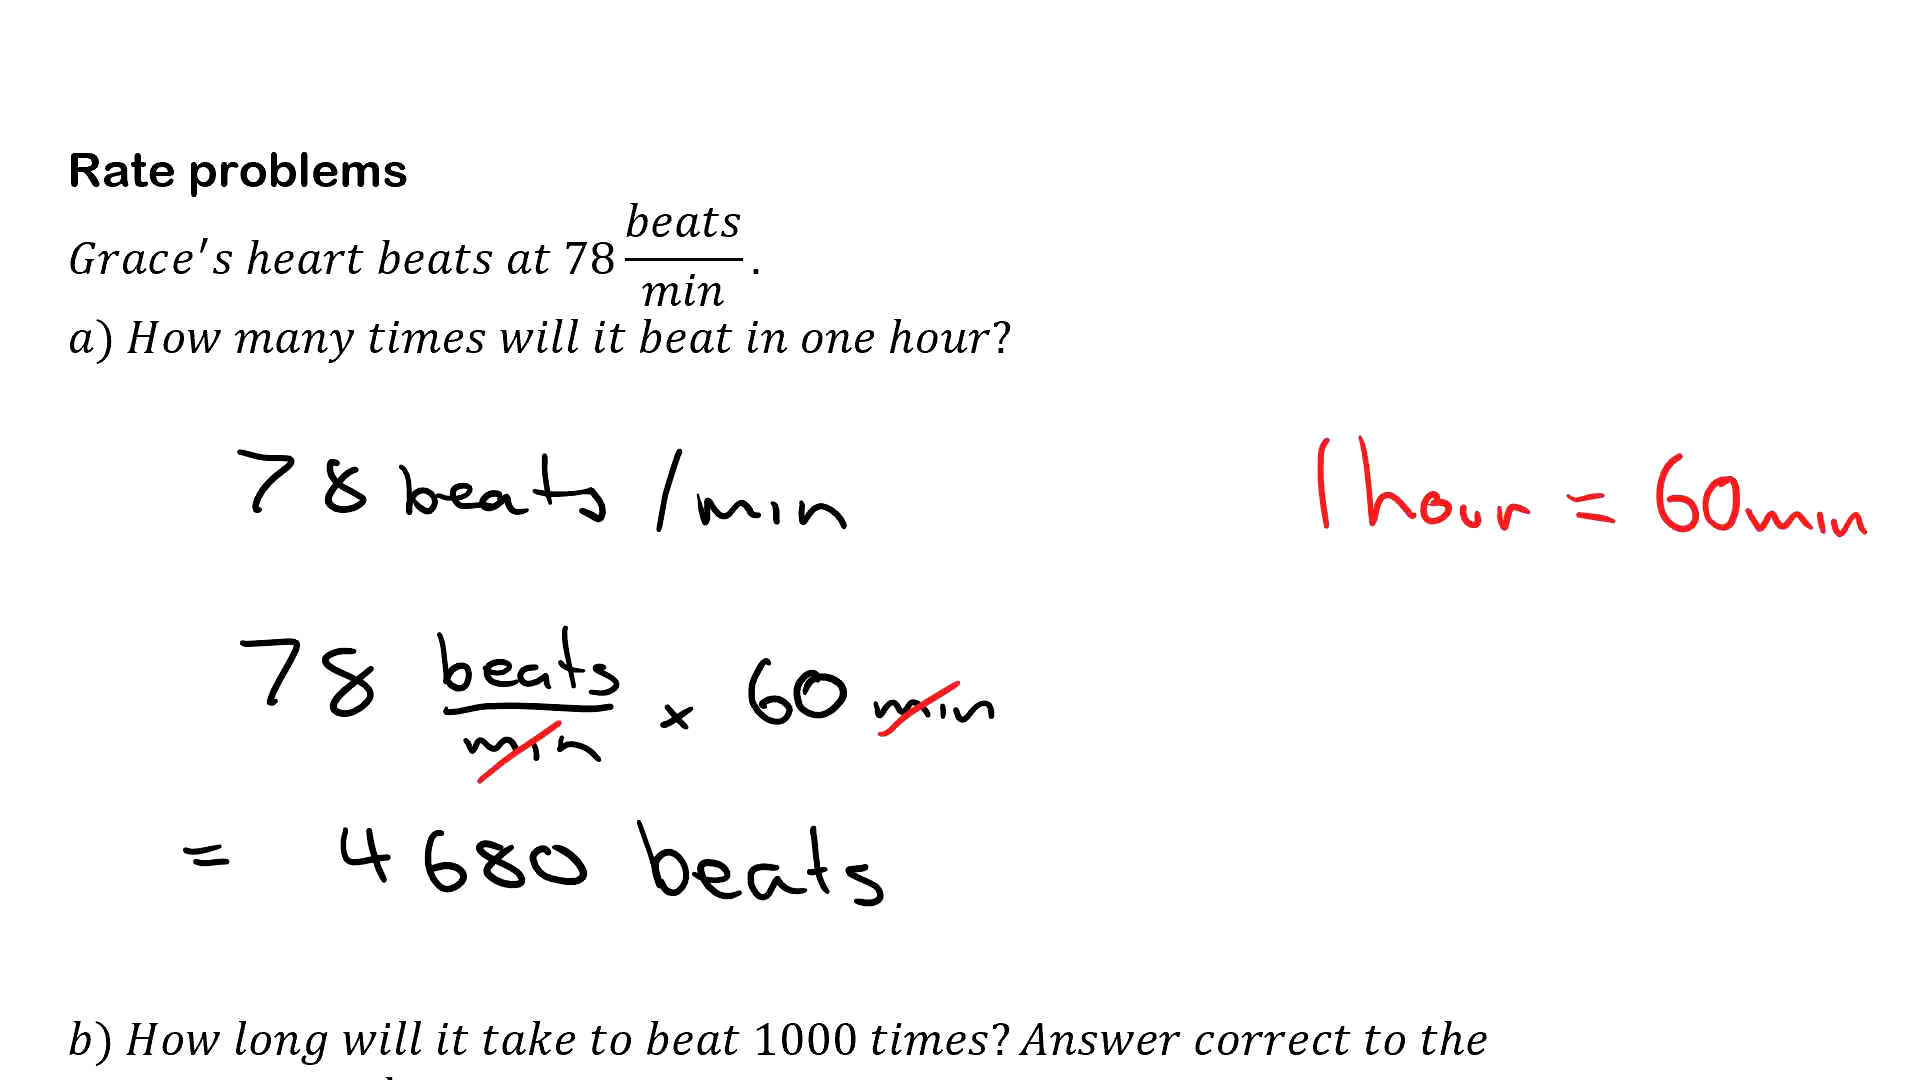 Rate problems
Grace's heart beats at 78 beats/min.
a) How many times will it beat in one hour?
78 beats /min
1 hour = 60min
78 beats/min × 60 min
= 4680 beats
b) How long will it take to beat 1000 times? Answer correct to the